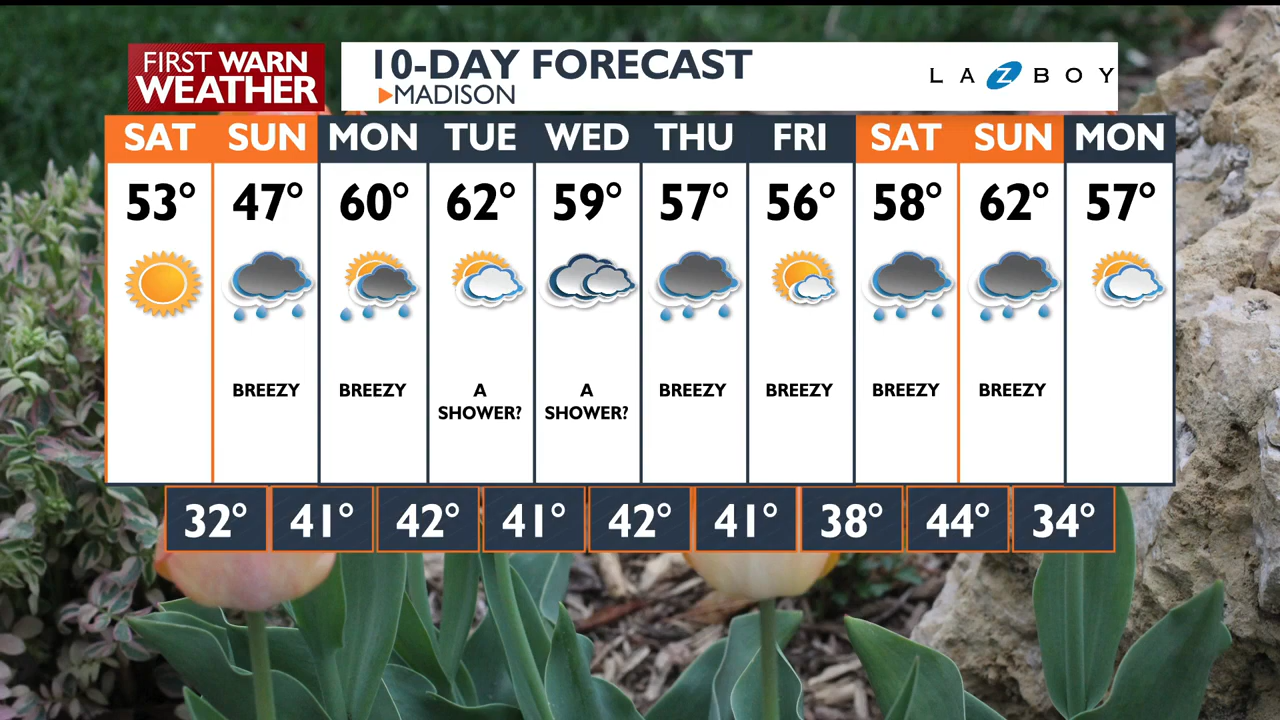 FIRST WARN
WEATHER
10-DAY FORECAST
MADISON
LA Z BOY
SAT SUN MON TUE WED THU FRI SAT SUN MON
53° 47° 60° 62° 59° 57° 56° 58° 62° 57°
BREEZY BREEZY A BREEZY BREEZY BREEZY BREEZY
SHOWER?
A
SHOWER?
32° 41° 42° 41° 42° 41° 38° 44° 34°